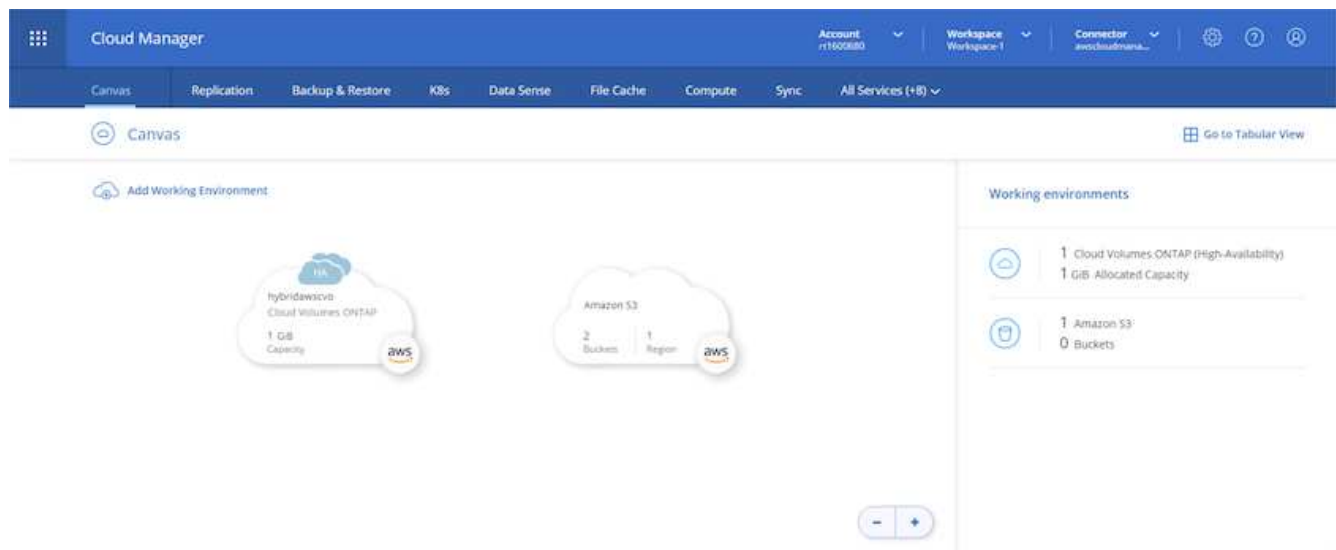 Cloud Manager
Account
rt1600680
Workspace
Workspace-1
Connector
awscloudmana...
Canvas
Replication
Backup & Restore
K8s
Data Sense
File Cache
Compute
Sync
All Services (+8)
Canvas
Go to Tabular View
Add Working Environment
Working environments
HA
hybridawscvo
Cloud Volumes ONTAP
1 GiB
Capacity
aws
Amazon S3
2
Buckets
1
Region
aws
1 Cloud Volumes ONTAP (High-Availability)
1 GiB Allocated Capacity
1 Amazon S3
0 Buckets